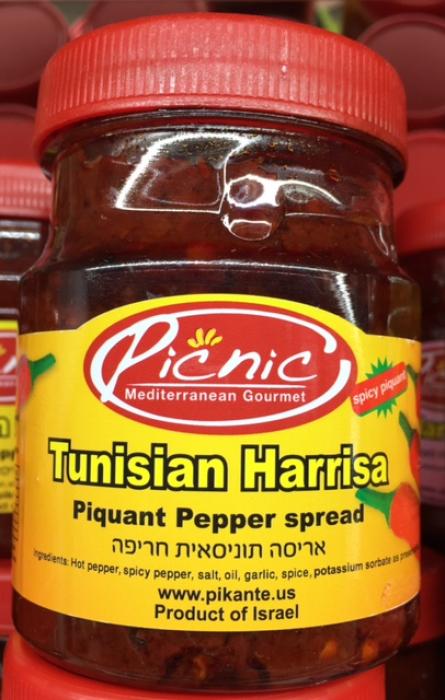 Picnic
Mediterranean Gourmet
spicy piquant
Tunisian Harrisa
Piquant Pepper spread
אריסה תוניסאית חריפה
Ingredients: Hot pepper, spicy pepper, salt, oil, garlic, spice, potassium sorbate as
www.pikante.us
Product of Israel